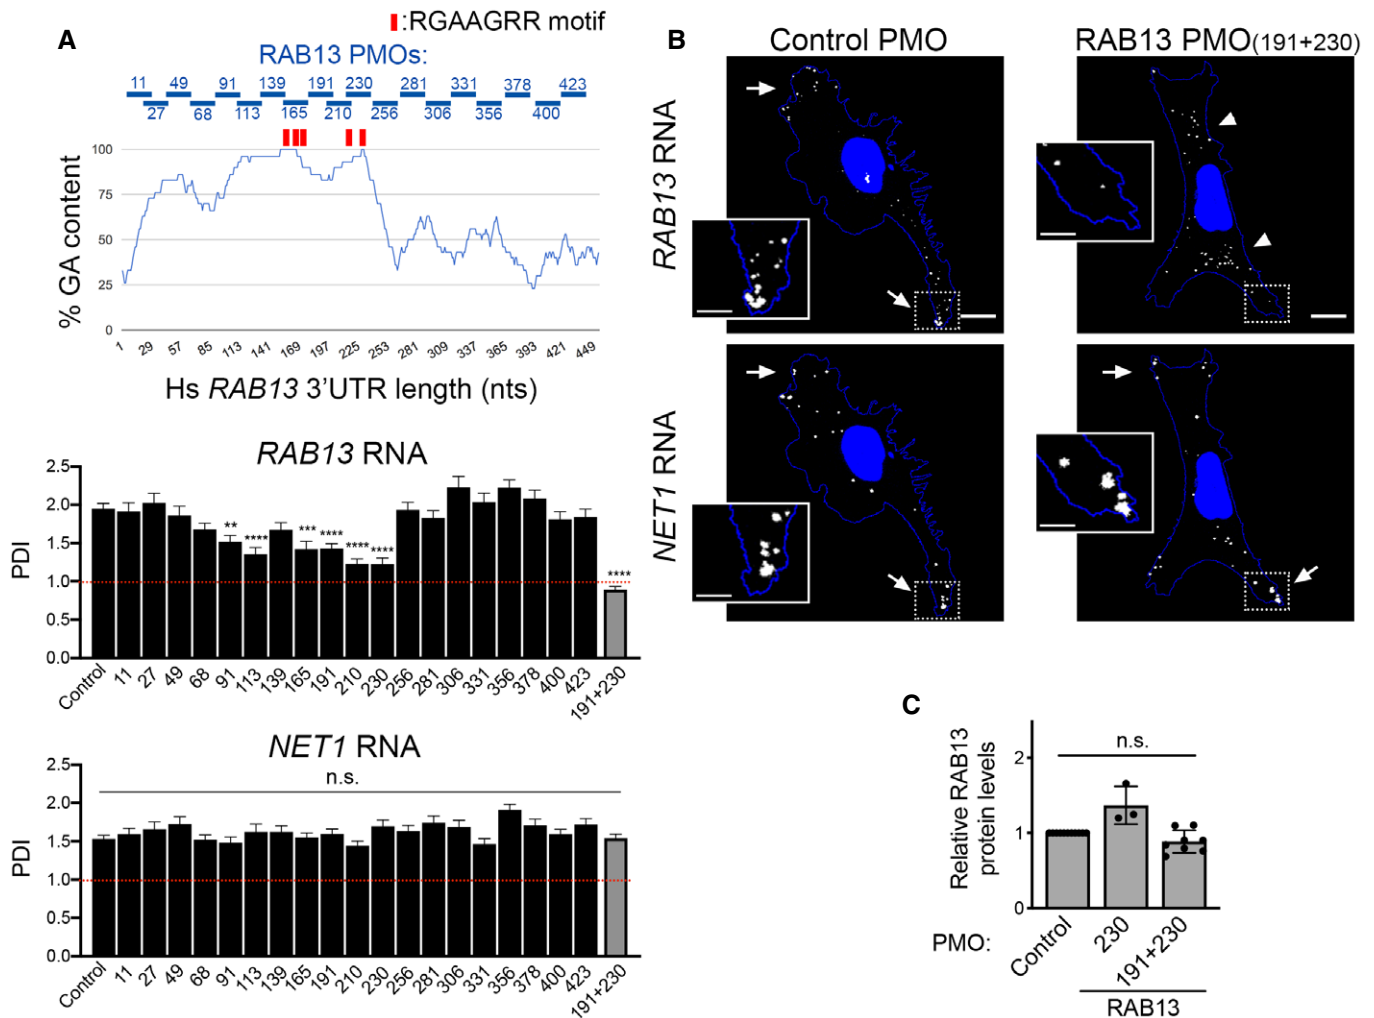 A
:RGAAGRR motif
RAB13 PMOs:
11 49 91 139 191 230 281 331 378 423
27 68 113 165 210 256 306 356 400
% GA content
100
75
50
25
0
1 29 57 85 113 141 169 197 225 253 281 309 337 365 393 421 449
Hs RAB13 3'UTR length (nts)
RAB13 RNA
PDI
2.5
2.0
1.5
1.0
0.5
0.0
** **** *** **** **** **** ****
Control 11 27 49 68 91 113 139 165 191 210 230 256 281 306 331 356 378 400 423 191+230
NET1 RNA
n.s.
PDI
2.5
2.0
1.5
1.0
0.5
0.0
Control 11 27 49 68 91 113 139 165 191 210 230 256 281 306 331 356 378 400 423 191+230
B
Control PMO
RAB13 PMO(191+230)
RAB13 RNA
NET1 RNA
C
Relative RAB13
protein levels
n.s.
2
1
0
PMO:
Control 230 191+230
RAB13